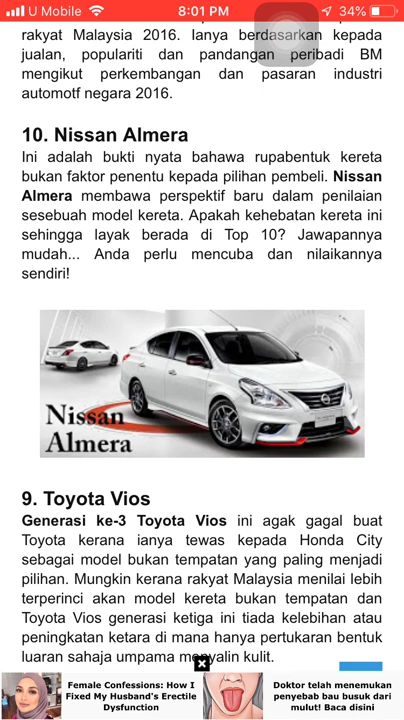 U Mobile 8:01 PM 34%
rakyat Malaysia 2016. Ianya berdasarkan kepada
jualan, populariti dan pandangan peribadi BM
mengikut perkembangan dan pasaran industri
automotf negara 2016.
10. Nissan Almera
Ini adalah bukti nyata bahawa rupabentuk kereta
bukan faktor penentu kepada pilihan pembeli. Nissan
Almera membawa perspektif baru dalam penilaian
sesebuah model kereta. Apakah kehebatan kereta ini
sehingga layak berada di Top 10? Jawapannya
mudah... Anda perlu mencuba dan nilaikannya
sendiri!
Nissan
Almera
9. Toyota Vios
Generasi ke-3 Toyota Vios ini agak gagal buat
Toyota kerana ianya tewas kepada Honda City
sebagai model bukan tempatan yang paling menjadi
pilihan. Mungkin kerana rakyat Malaysia menilai lebih
terperinci akan model kereta bukan tempatan dan
Toyota Vios generasi ketiga ini tiada kelebihan atau
peningkatan ketara di mana hanya pertukaran bentuk
luaran sahaja umpama menyalin kulit.
Female Confessions: How I
Fixed My Husband's Erectile
Dysfunction
Doktor telah menemukan
penyebab bau busuk dari
mulut! Baca disini